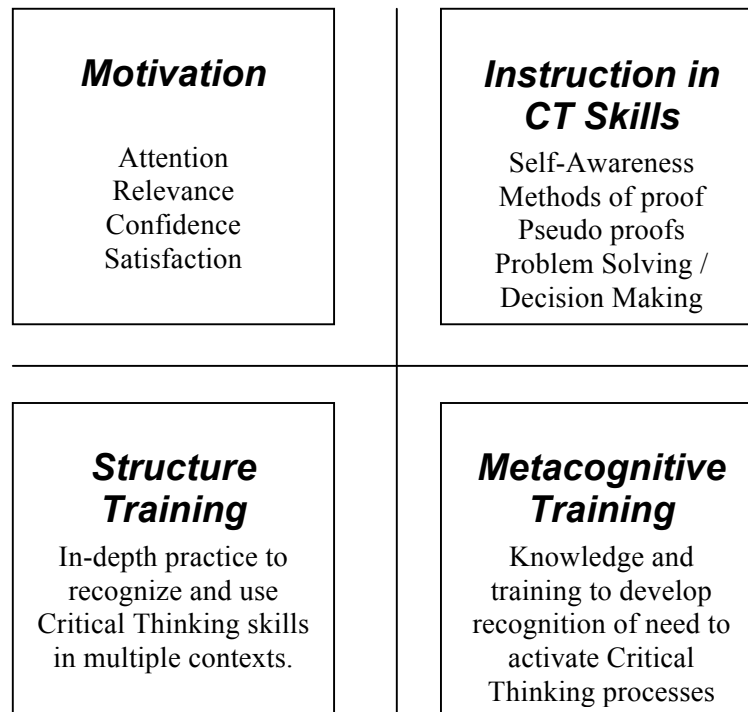 Motivation
Attention
Relevance
Confidence
Satisfaction
Instruction in
CT Skills
Self-Awareness
Methods of proof
Pseudo proofs
Problem Solving /
Decision Making
Structure
Training
In-depth practice to
recognize and use
Critical Thinking skills
in multiple contexts.
Metacognitive
Training
Knowledge and
training to develop
recognition of need to
activate Critical
Thinking processes